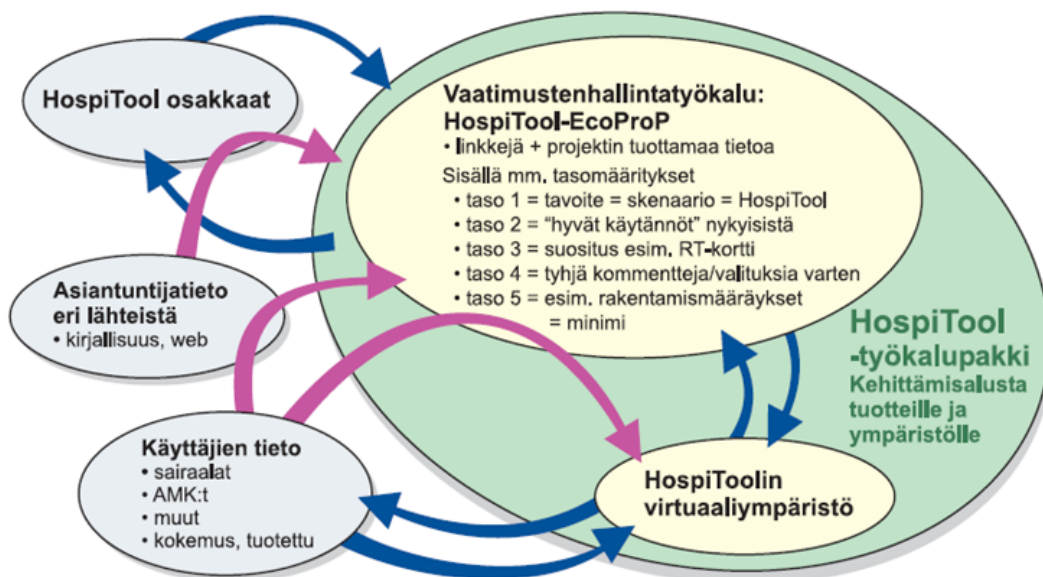 HospiTool osakkaat
Vaatimustenhallintatyökalu:
HospiTool-EcoProP
• linkkejä + projektin tuottamaa tietoa
Sisällä mm. tasomääritykset
• taso 1 = tavoite = skenaario = HospiTool
• taso 2 = “hyvät käytännöt” nykyisistä
• taso 3 = suositus esim. RT-kortti
• taso 4 = tyhjä kommentteja/valituksia varten
• taso 5 = esim. rakentamismääräykset
= minimi
Asiantuntijatieto
eri lähteistä
• kirjallisuus, web
HospiTool
-työkalupakki
Kehittämisalusta
tuotteille ja
ympäristölle
Käyttäjien tieto
• sairaalat
• AMK:t
• muut
• kokemus, tuotettu
HospiToolin
virtuaaliympäristö